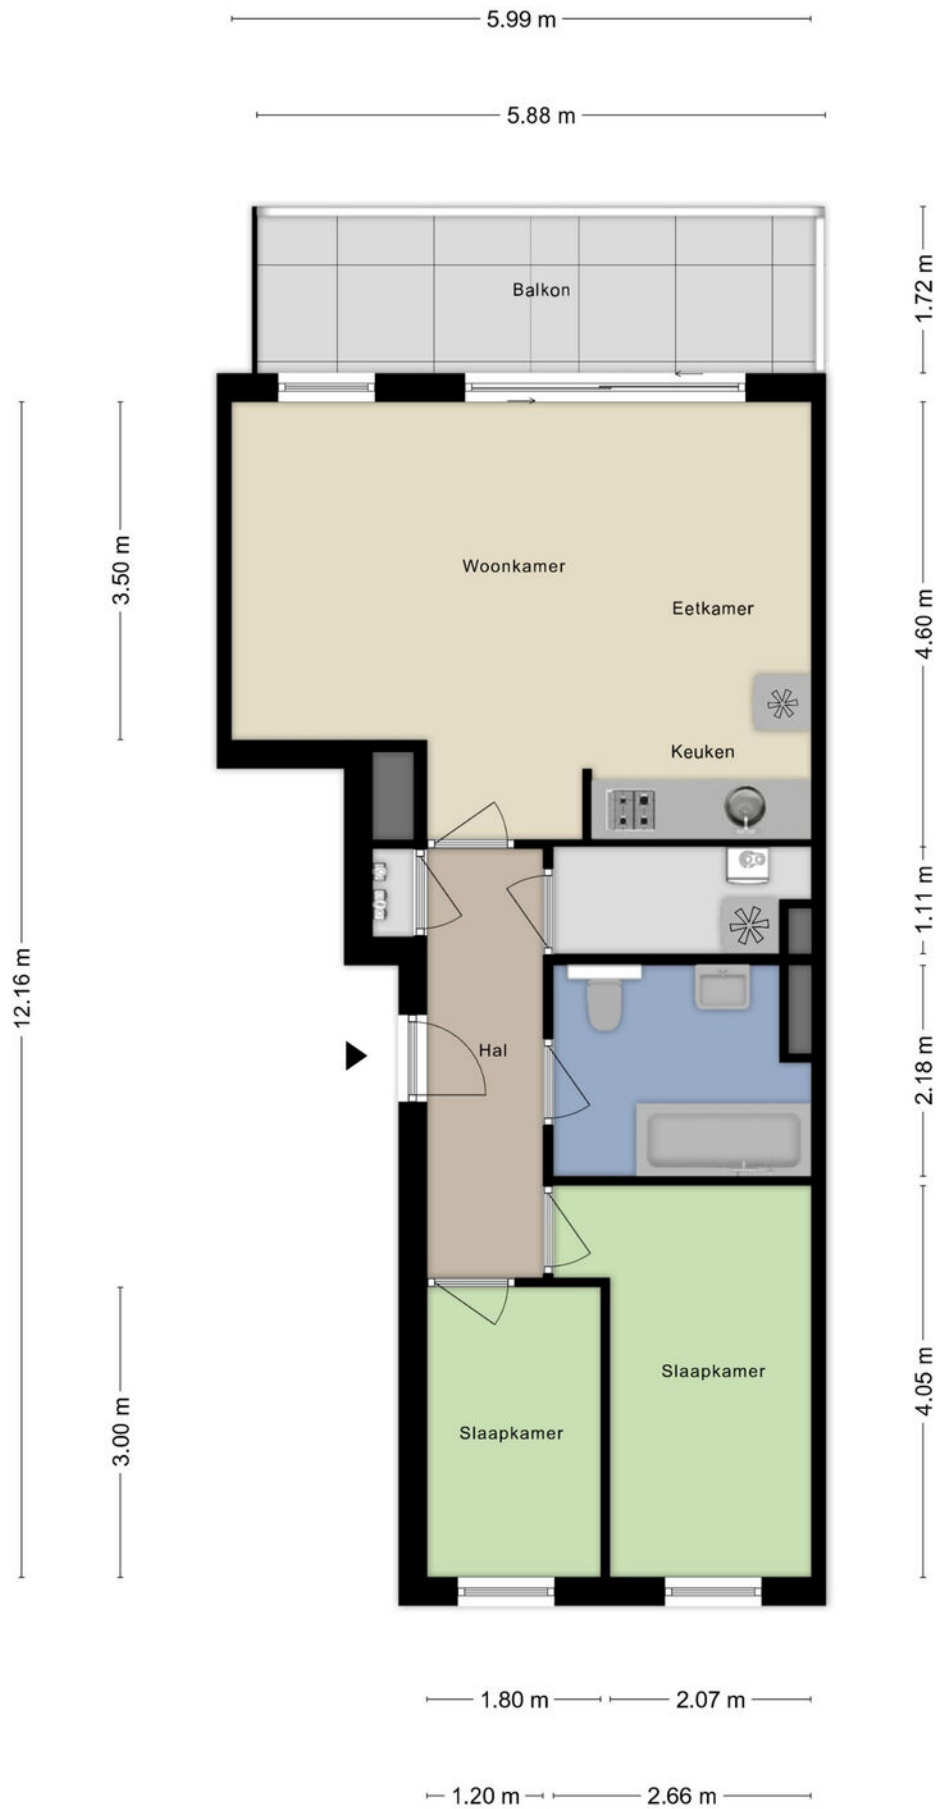 5.99 m
5.88 m
Balkon
1.72 m
3.50 m
Woonkamer
Eetkamer
4.60 m
Keuken
1.11 m
12.16 m
Hal
2.18 m
Slaapkamer
4.05 m
Slaapkamer
3.00 m
1.80 m
2.07 m
1.20 m
2.66 m